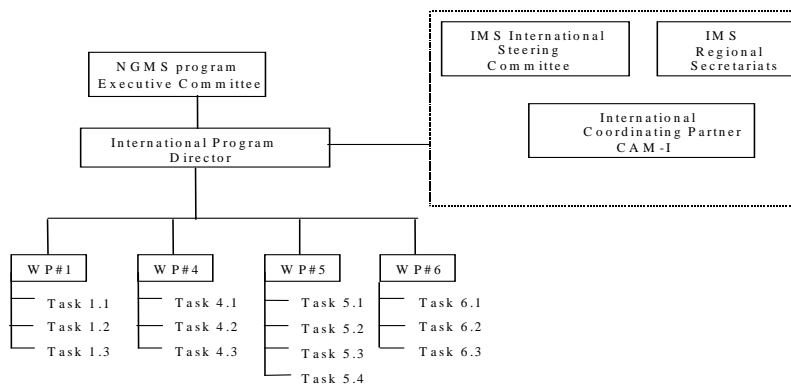 NGMS program
Executive Committee
International Program
Director
IMS International
Steering
Committee
IMS
Regional
Secretariats
International
Coordinating Partner
CAM-I
WP#1
Task 1.1
Task 1.2
Task 1.3
WP#4
Task 4.1
Task 4.2
Task 4.3
WP#5
Task 5.1
Task 5.2
Task 5.3
Task 5.4
WP#6
Task 6.1
Task 6.2
Task 6.3